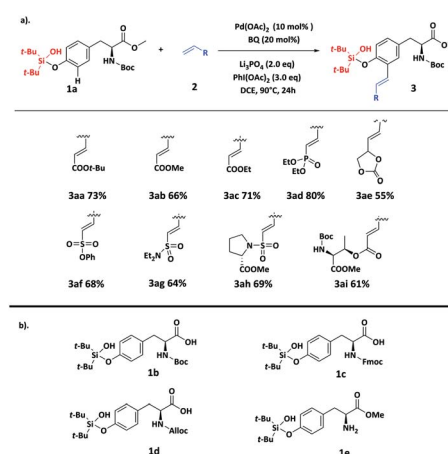 a).
t-Bu
Si OH
t-Bu O
H
O
O
HN Boc
1a
+
R
2
Pd(OAc)₂ (10 mol% )
BQ (20 mol%)
Li₃PO₄ (2.0 eq)
PhI(OAc)₂ (3.0 eq)
DCE, 90°C, 24h
t-Bu
Si OH
t-Bu O
O
HN Boc
R
3
COOt-Bu
3aa 73%
COOMe
3ab 66%
COOEt
3ac 71%
EtO P O
EtO
3ad 80%
O O
O
3ae 55%
O S O
OPh
3af 68%
O S O
Et₂N
3ag 64%
O
N S
O
COOMe
3ah 69%
Boc HN O O
COOMe
3ai 61%
b).
t-Bu
Si OH
t-Bu O
O
OH
HN Boc
1b
t-Bu
Si OH
t-Bu O
O
OH
HN Fmoc
1c
t-Bu
Si OH
t-Bu O
O
OH
HN Alloc
1d
t-Bu
Si OH
t-Bu O
O
OMe
NH₂
1e